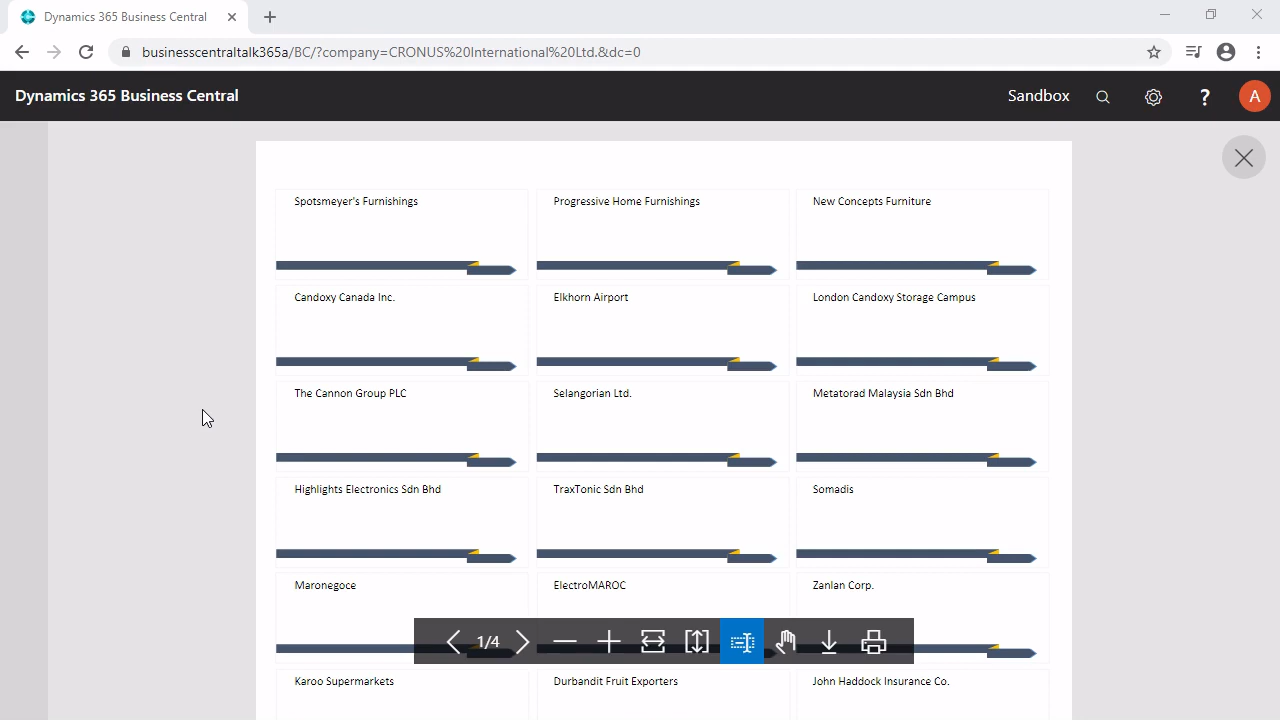 Dynamics 365 Business Central
businesscentraltalk365a/BC/?company=CRONUS%20International%20Ltd.&dc=0
Dynamics 365 Business Central
Sandbox
?
A
Spotsmeyer's Furnishings
Progressive Home Furnishings
New Concepts Furniture
Candoxy Canada Inc.
Elkhorn Airport
London Candoxy Storage Campus
The Cannon Group PLC
Selangorian Ltd.
Metatorad Malaysia Sdn Bhd
Highlights Electronics Sdn Bhd
TraxTonic Sdn Bhd
Somadis
Maronegoce
ElectroMAROC
Zanlan Corp.
1/4
Karoo Supermarkets
Durbandit Fruit Exporters
John Haddock Insurance Co.